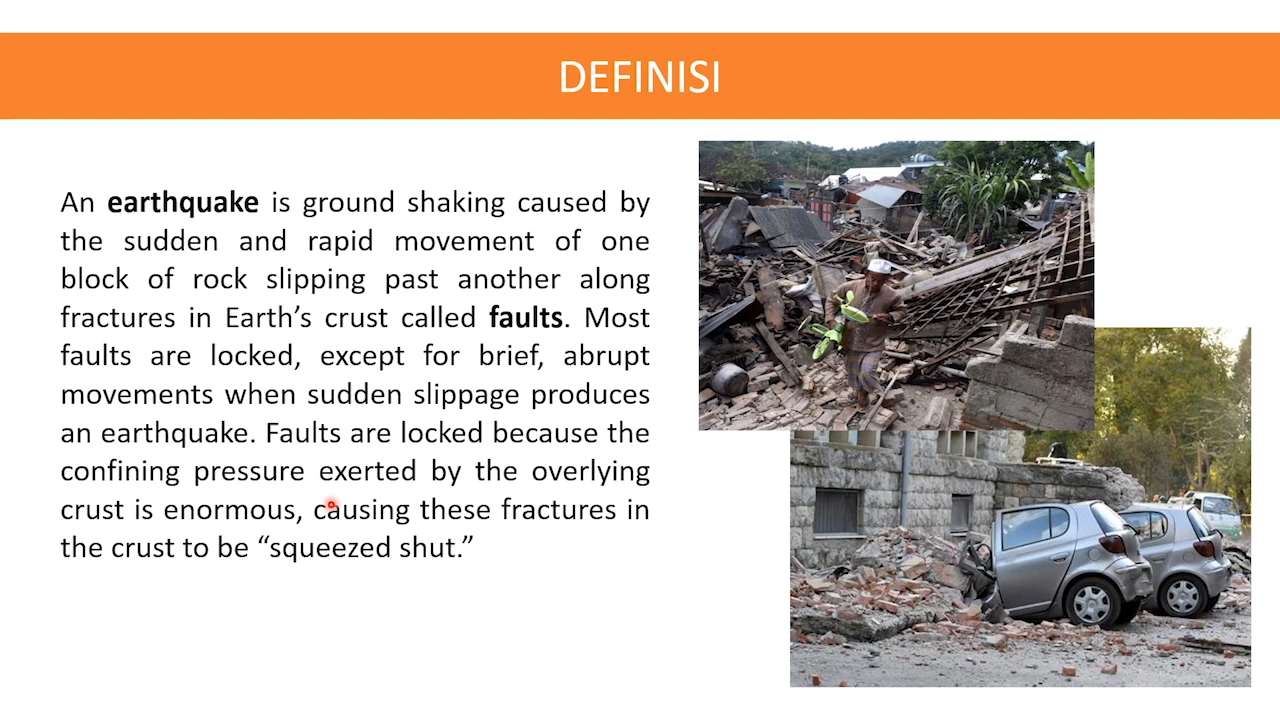 DEFINISI
An earthquake is ground shaking caused by
the sudden and rapid movement of one
block of rock slipping past another along
fractures in Earth’s crust called faults. Most
faults are locked, except for brief, abrupt
movements when sudden slippage produces
an earthquake. Faults are locked because the
confining pressure exerted by the overlying
crust is enormous, causing these fractures in
the crust to be “squeezed shut.”